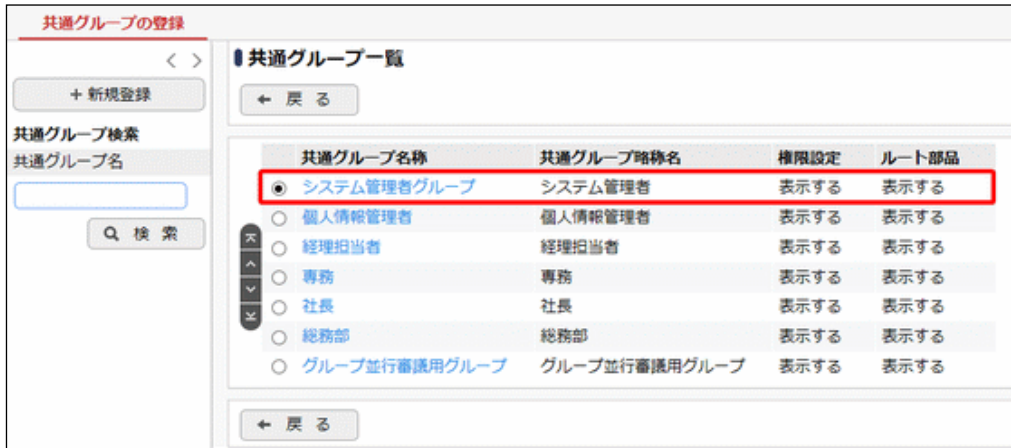 共通グループの登録
< >
+ 新規登録
共通グループ検索
共通グループ名
検 索
共通グループ一覧
← 戻 る
共通グループ名称 共通グループ略称名 権限設定 ルート部品
システム管理者グループ システム管理者 表示する 表示する
個人情報管理者 個人情報管理者 表示する 表示する
経理担当者 経理担当者 表示する 表示する
専務 専務 表示する 表示する
社長 社長 表示する 表示する
総務部 総務部 表示する 表示する
グループ並行審議用グループ グループ並行審議用グループ 表示する 表示する
← 戻 る